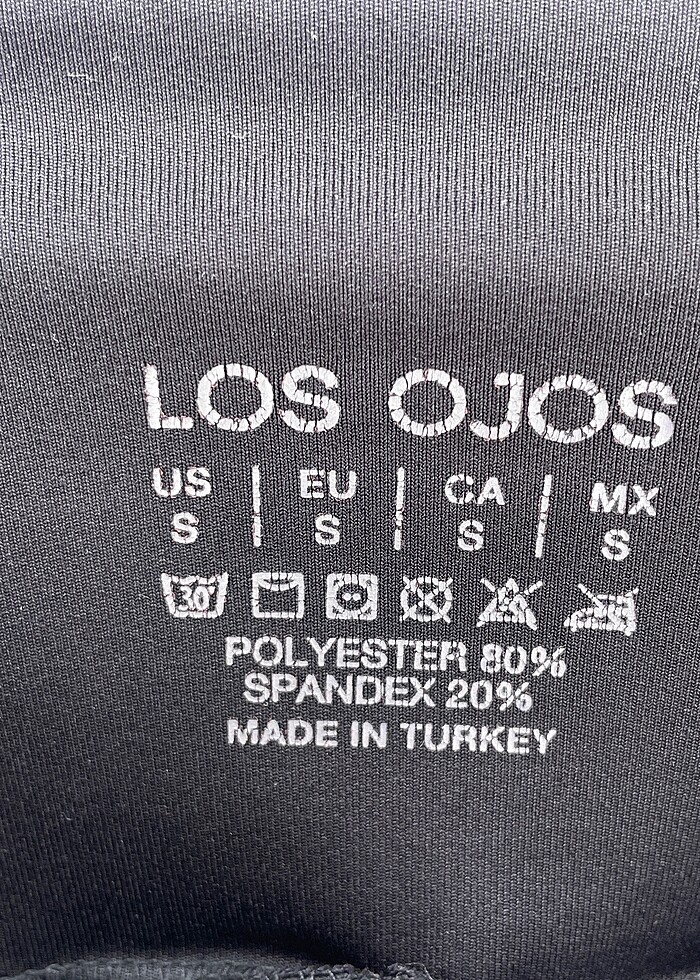 LOS OJOS
US | EU | CA | MX
S | S | S | S
30
POLYESTER 80%
SPANDEX 20%
MADE IN TURKEY